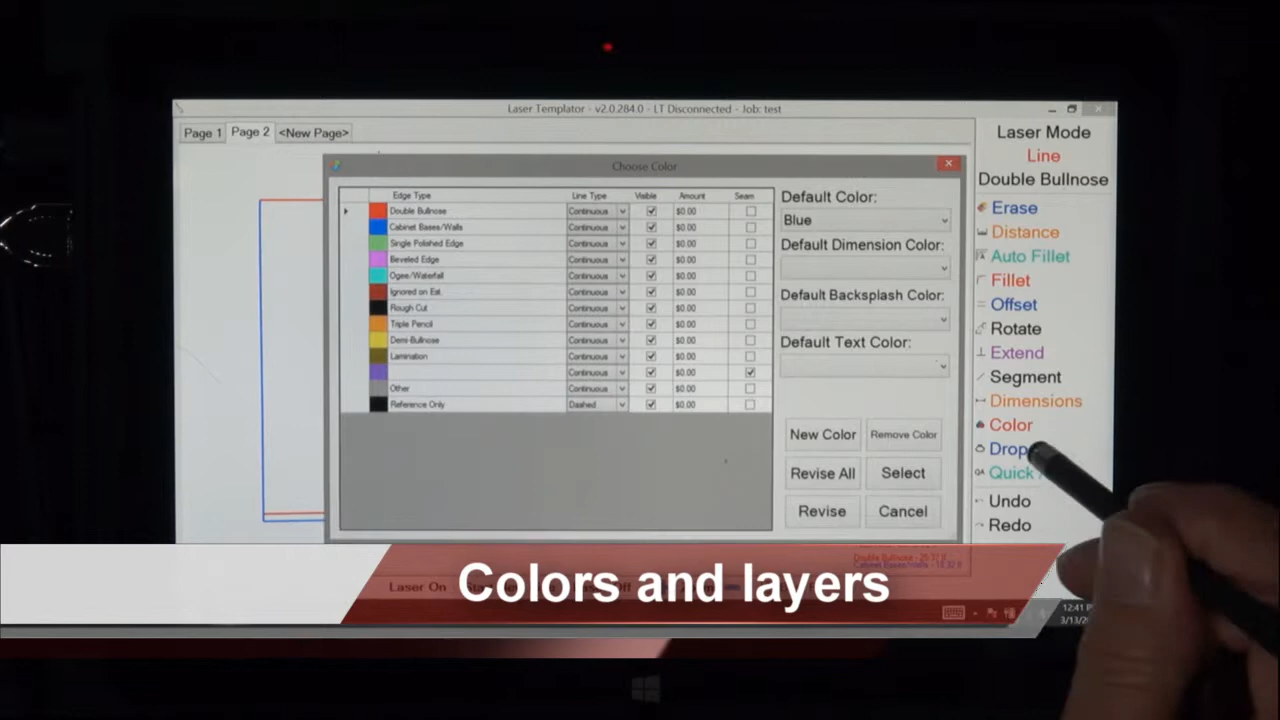 Laser Templator - v2.0.284.0 - LT Disconnected - Job: test
Page 1 Page 2 <New Page>
Choose Color
Edge Type Line Type Visible Amount Seam
Double Bullnose Continuous $0.00
Cabinet Bases/Walls Continuous $0.00
Single Polished Edge Continuous $0.00
Beveled Edge Continuous $0.00
Ogee/Waterfall Continuous $0.00
Ignored on Est. Continuous $0.00
Rough Cut Continuous $0.00
Triple Pencil Continuous $0.00
Demi-Bullnose Continuous $0.00
Lamination Continuous $0.00
Continuous $0.00
Other Continuous $0.00
Reference Only Dashed $0.00
Default Color:
Blue
Default Dimension Color:
Default Backsplash Color:
Default Text Color:
New Color Remove Color
Revise All Select
Revise Cancel
Laser Mode
Line
Double Bullnose
Erase
Distance
Auto Fillet
Fillet
Offset
Rotate
Extend
Segment
Dimensions
Color
Drop
Quick
Undo
Redo
Laser On
Colors and layers
12:41